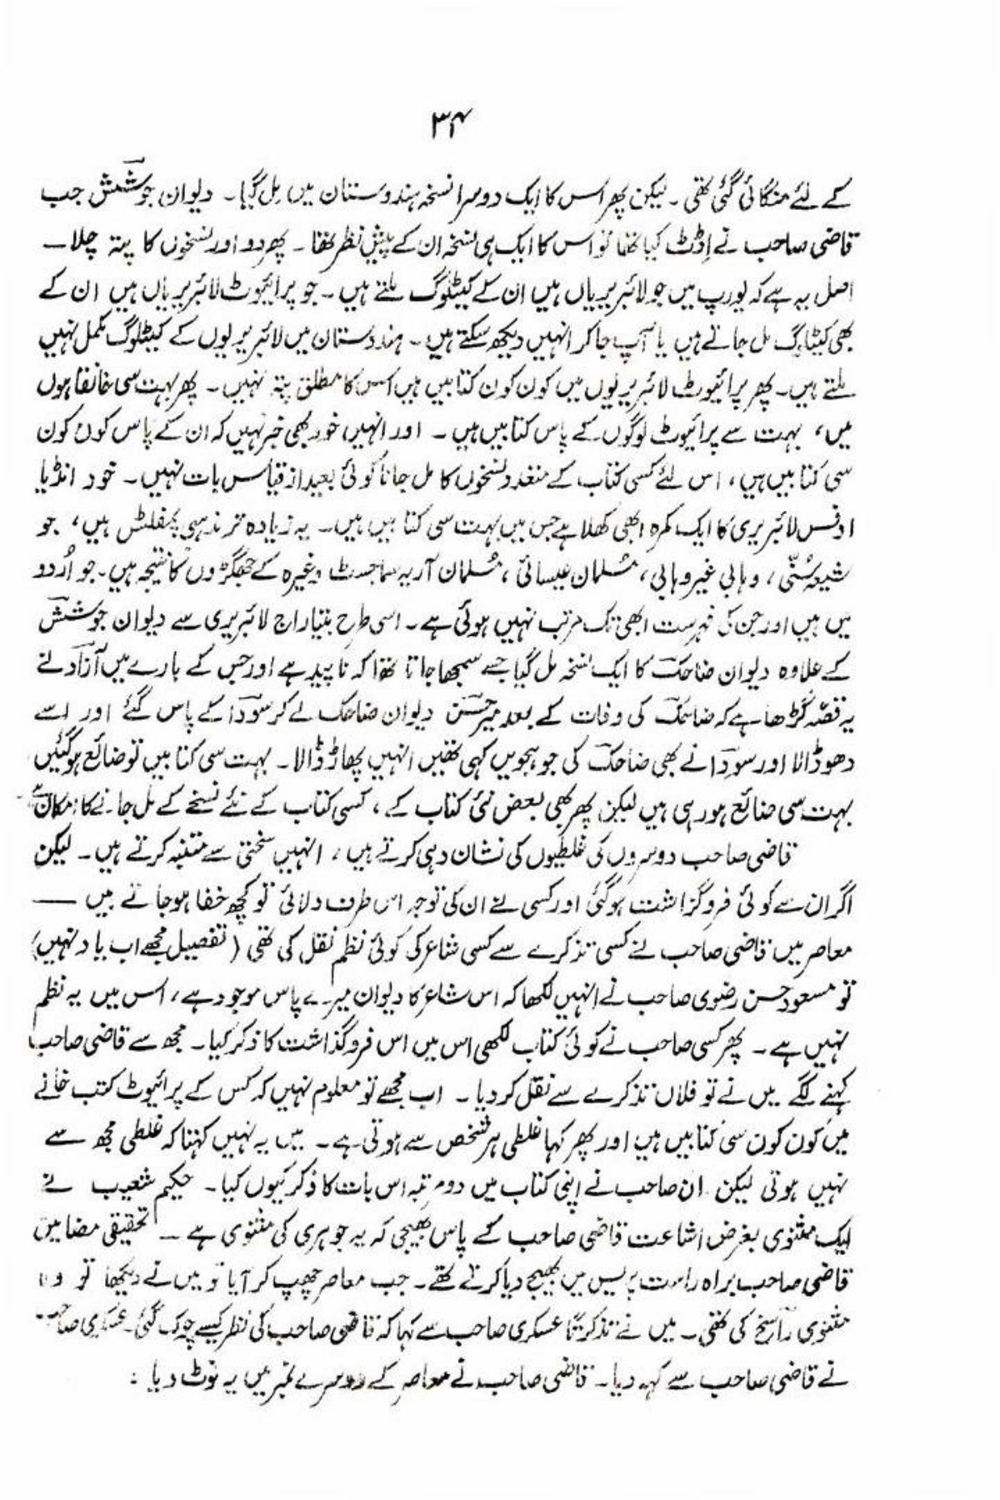 ۳۴
کے لئے منگائی گئی تھی ۔ لیکن پھر اس کا ایک دوسرا نسخہ ہندوستان میں مل گیا ۔ دیوان جوشش جب
قاضی صاحب نے اڈٹ کیا تھا تو اس کا ایک ہی نسخہ ان کے پیش نظر تھا ۔ پھر دو اور نسخوں کا پتہ چلا —
اصل یہ ہے کہ یورپ میں جو لائبریریاں ہیں ان کے کیٹلوگ ملتے ہیں ۔ جو پرائیوٹ لائبریریاں ہیں ان کے
بھی کیٹلاگ مل جاتے ہیں یا آپ جا کر انہیں دیکھ سکتے ہیں ۔ ہندوستان میں لائبریریوں کے کیٹلوگ مکمل نہیں
ملتے ہیں ۔ پھر پرائیوٹ لائبریریوں میں کون کون کتابیں ہیں اس کا مطلق پتہ نہیں ۔ پھر بہت سی خانقاہوں
میں ، بہت سے پرائیوٹ لوگوں کے پاس کتابیں ہیں ۔ اور انہیں خود بھی خبر نہیں کہ ان کے پاس کون کون
سی کتابیں ہیں ، اس لئے کسی کتاب کے متعدد نسخوں کا مل جانا کوئی بعید از قیاس بات نہیں ۔ خود انڈیا
آفس لائبریری کا ایک کمرہ ابھی کھلا ہے جس میں بہت سی کتابیں ہیں ۔ یہ زیادہ تر مذہبی پمفلٹس ہیں ، جو
شیعہ سُنّی ، وہابی غیر وہابی ، مُسلمان عیسائی ، مُسلمان آریہ سماجسٹ وغیرہ کے جھگڑوں کا نتیجہ ہیں ۔ جو اُردو
میں ہیں اور جن کی فہرست ابھی تک مرتب نہیں ہوئی ہے ۔ اسی طرح بتیا راج لائبریری سے دیوان جوشش
کے علاوہ دیوان ضاحک کا ایک نسخہ مل گیا جسے سمجھا جاتا تھا کہ ناپید ہے اور جس کے بارے میں آزاد نے
یہ قصّہ گڑھا ہے کہ ضاحک کی وفات کے بعد میر حسن دیوان ضاحک لے کر سودا کے پاس گئے اور اسے
دھو ڈالا اور سودا نے بھی ضاحک کی جو ہجویں کہی تھیں انہیں پھاڑ ڈالا ۔ بہت سی کتابیں تو ضائع ہو گئیں
بہت سی ضائع ہو رہی ہیں لیکن پھر بھی بعض نئی کتاب کے ، کسی کتاب کے نئے نسخے کے مل جانے کا امکان ہے ۔
قاضی صاحب دوسروں کی غلطیوں کی نشان دہی کرتے ہیں ، انہیں سختی سے متنبہ کرتے ہیں ۔ لیکن
اگر ان سے کوئی فروگزاشت ہو گئی اور کسی نے ان کی توجہ اس طرف دلائی تو کچھ خفا ہو جاتے ہیں —
معاصر میں قاضی صاحب نے کسی تذکرے سے کسی شاعر کی کوئی نظم نقل کی تھی ( تفصیل مجھے اب یاد نہیں )
تو مسعود حسن رضوی صاحب نے انہیں لکھا کہ اس شاعر کا دیوان میرے پاس موجود ہے ، اس میں یہ نظم
نہیں ہے ۔ پھر کسی صاحب نے کوئی کتاب لکھی اس میں اس فروگذاشت کا ذکر کیا ۔ مجھ سے قاضی صاحب
کہنے لگے میں نے تو فلاں تذکرے سے نقل کر دیا ۔ اب مجھے تو معلوم نہیں کہ کس کے پرائیوٹ کتب خانے
میں کون کون سی کتابیں ہیں اور پھر کہا غلطی ہر شخص سے ہوتی ہے ۔ میں یہ نہیں کہتا کہ غلطی مجھ سے
نہیں ہوتی لیکن ان صاحب نے اپنی کتاب میں دو مرتبہ اس بات کا ذکر کیوں کیا ۔ حکیم شعیب نے
ایک مثنوی بغرض اشاعت قاضی صاحب کے پاس بھیجی کہ یہ جوہری کی مثنوی ہے — تحقیقی مضامین
قاضی صاحب براہ راست پریس میں بھیج دیا کرتے تھے ۔ جب معاصر چھپ کر آیا تو میں نے دیکھا تو وہ
مثنوی راسخ کی تھی ۔ میں نے تذکرتاً عسکری صاحب سے کہا کہ قاضی صاحب کی نظر کیسے چوک گئی ۔ عسکری صاحب
نے قاضی صاحب سے کہہ دیا ۔ قاضی صاحب نے معاصر کے دوسرے نمبر میں یہ نوٹ دیا :